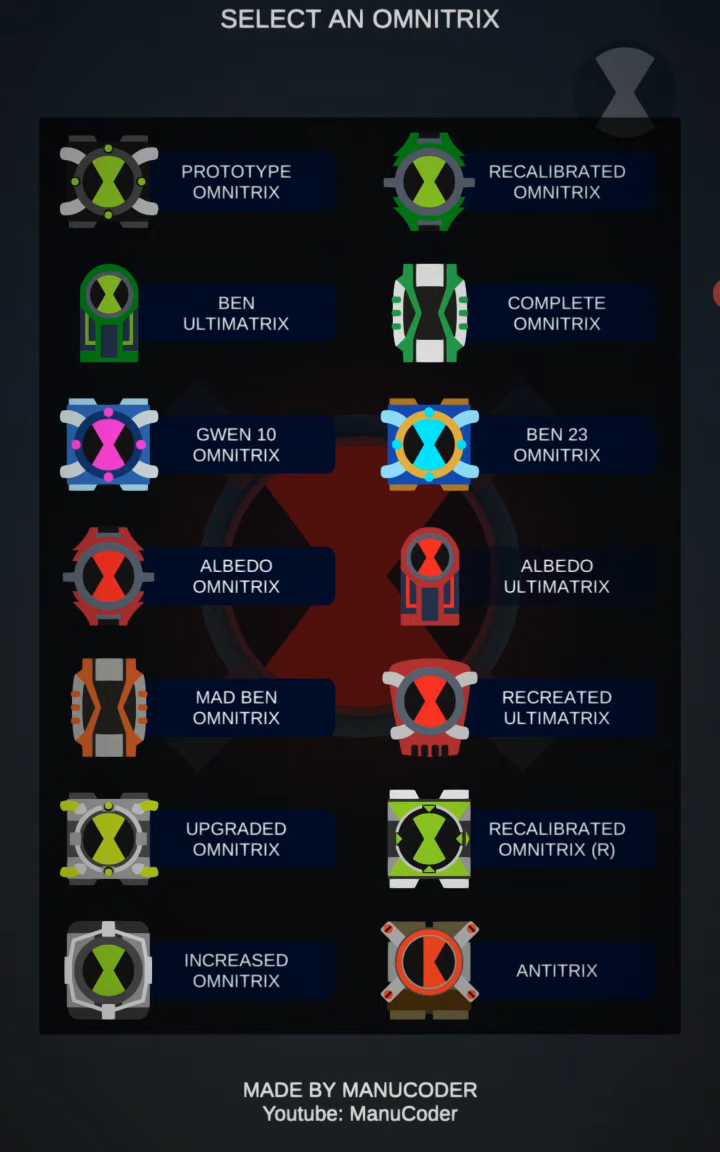 SELECT AN OMNITRIX
PROTOTYPE
OMNITRIX
RECALIBRATED
OMNITRIX
BEN
ULTIMATRIX
COMPLETE
OMNITRIX
GWEN 10
OMNITRIX
BEN 23
OMNITRIX
ALBEDO
OMNITRIX
ALBEDO
ULTIMATRIX
MAD BEN
OMNITRIX
RECREATED
ULTIMATRIX
UPGRADED
OMNITRIX
RECALIBRATED
OMNITRIX (R)
INCREASED
OMNITRIX
ANTITRIX
MADE BY MANUCODER
Youtube: ManuCoder